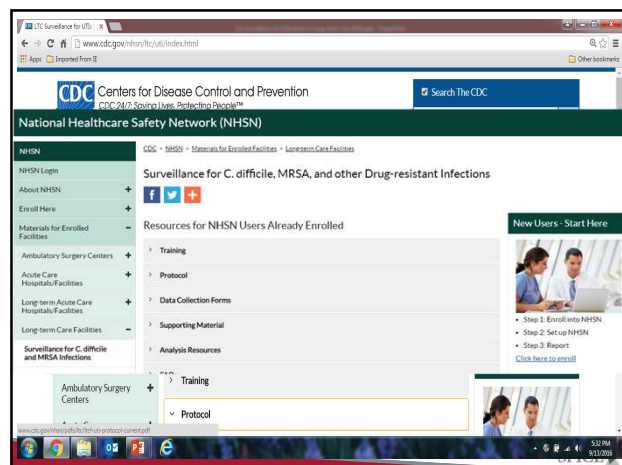 LTC Surveillance for UTIs
www.cdc.gov/nhsn/ltc/uti/index.html
Apps Imported From IE
Other bookmarks
CDC Centers for Disease Control and Prevention
CDC 24/7: Saving Lives. Protecting People™
Search The CDC
National Healthcare Safety Network (NHSN)
NHSN
CDC › NHSN › Materials for Enrolled Facilities › Long-term Care Facilities
NHSN Login
Surveillance for C. difficile, MRSA, and other Drug-resistant Infections
About NHSN +
Enroll Here +
Materials for Enrolled Facilities –
Ambulatory Surgery Centers +
Acute Care
Hospitals/Facilities +
Long-term Acute Care
Hospitals/Facilities +
Long-term Care Facilities –
Surveillance for C. difficile
and MRSA Infections
Resources for NHSN Users Already Enrolled
› Training
› Protocol
› Data Collection Forms
› Supporting Material
› Analysis Resources
New Users - Start Here
• Step 1: Enroll into NHSN
• Step 2: Set up NHSN
• Step 3: Report
Click here to enroll
Ambulatory Surgery +
Centers
› Training
Protocol
www.cdc.gov/nhsn/pdfs/ltc/ltcf-uti-protocol-current.pdf
5:32 PM
9/13/2016